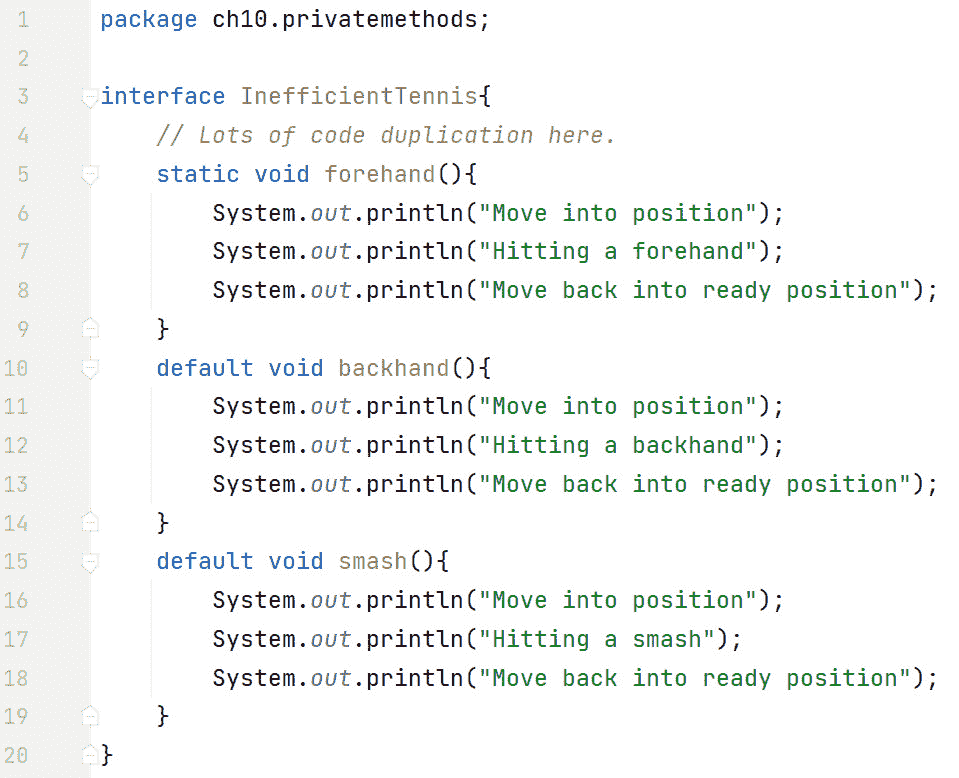 1 package ch10.privatemethods;
2
3 interface InefficientTennis{
4     // Lots of code duplication here.
5     static void forehand(){
6         System.out.println("Move into position");
7         System.out.println("Hitting a forehand");
8         System.out.println("Move back into ready position");
9     }
10     default void backhand(){
11         System.out.println("Move into position");
12         System.out.println("Hitting a backhand");
13         System.out.println("Move back into ready position");
14     }
15     default void smash(){
16         System.out.println("Move into position");
17         System.out.println("Hitting a smash");
18         System.out.println("Move back into ready position");
19     }
20 }